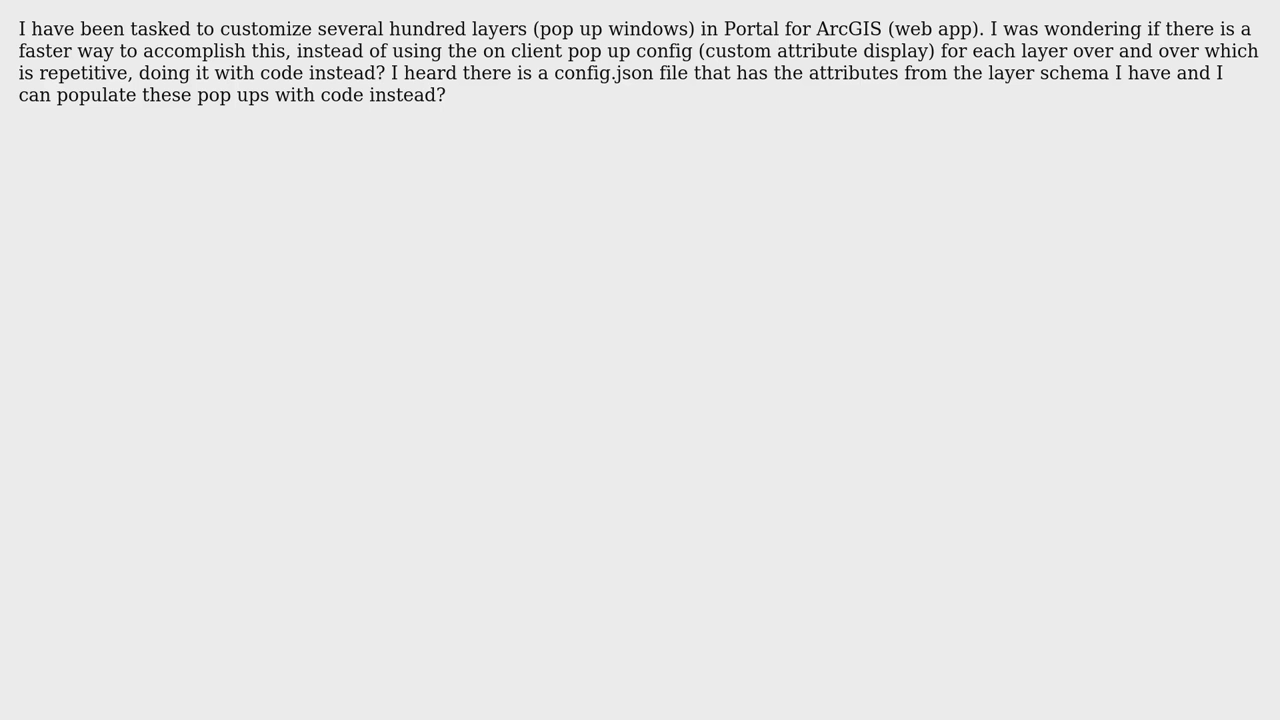 I have been tasked to customize several hundred layers (pop up windows) in Portal for ArcGIS (web app). I was wondering if there is a
faster way to accomplish this, instead of using the on client pop up config (custom attribute display) for each layer over and over which
is repetitive, doing it with code instead? I heard there is a config.json file that has the attributes from the layer schema I have and I
can populate these pop ups with code instead?